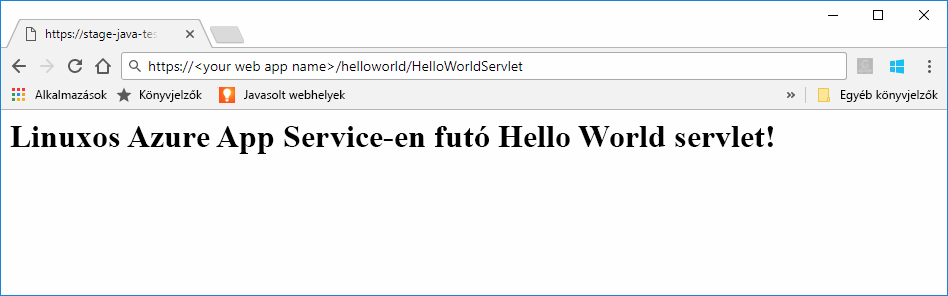 https://stage-java-tes
https://<your web app name>/helloworld/HelloWorldServlet
Alkalmazások Könyvjelzők Javasolt webhelyek » Egyéb könyvjelzők
Linuxos Azure App Service-en futó Hello World servlet!